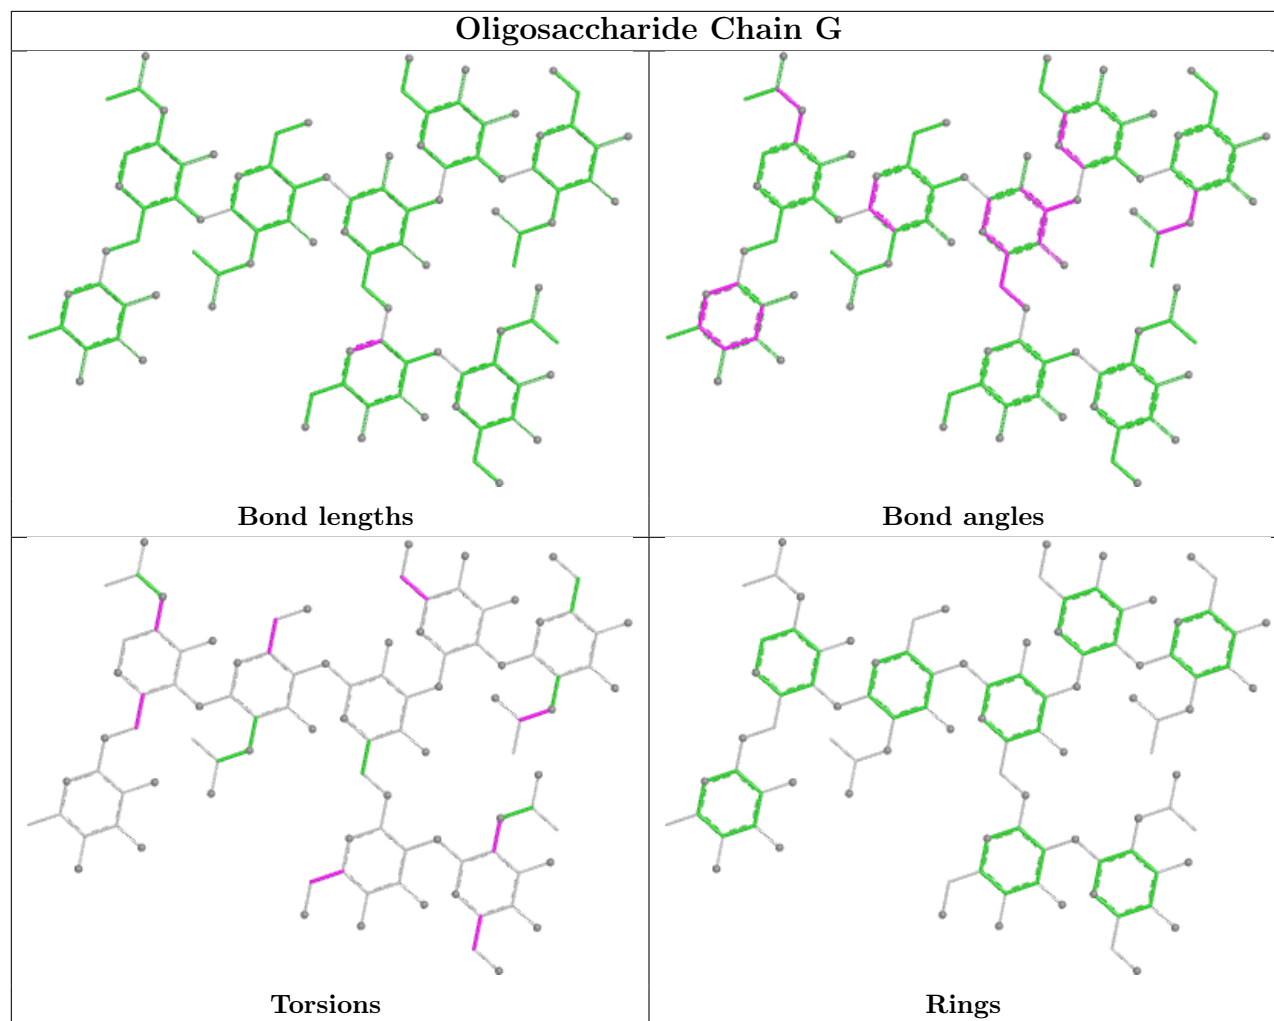 Oligosaccharide Chain G
Bond lengths
Bond angles
Torsions
Rings